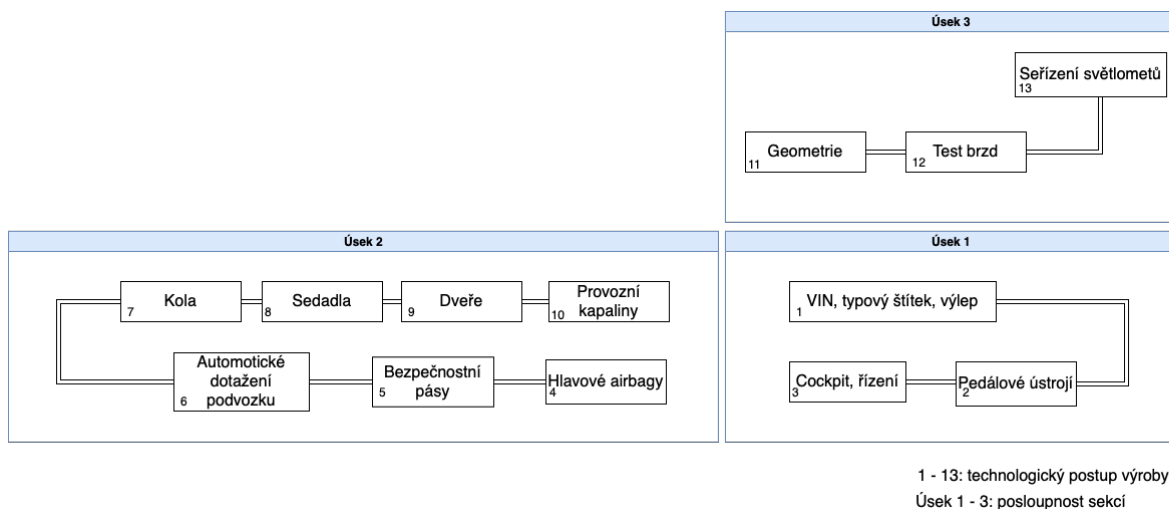 Úsek 3
Seřízení světlometů
13
Geometrie
11
Test brzd
12
Úsek 2
Kola
7
Sedadla
8
Dveře
9
Provozní
kapaliny
10
Automotické
dotažení
podvozku
6
Bezpečnostní
pásy
5
Hlavové airbagy
4
Úsek 1
VIN, typový štítek, výlep
1
Cockpit, řízení
3
Pedálové ústrojí
2
1 - 13: technologický postup výroby
Úsek 1 - 3: posloupnost sekcí